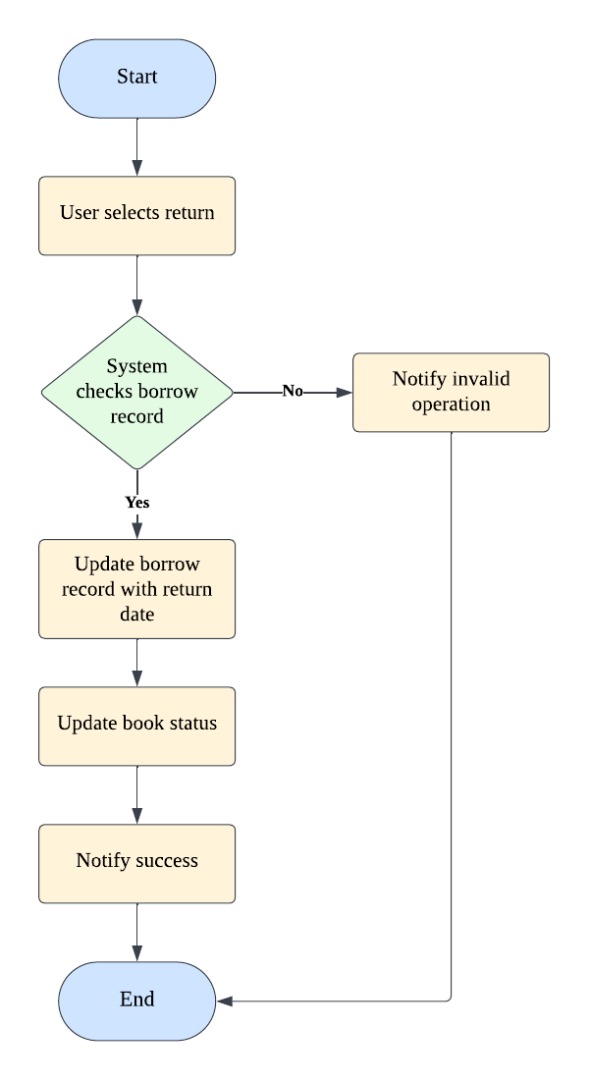 Start
User selects return
System
checks borrow
record
No
Notify invalid
operation
Yes
Update borrow
record with return
date
Update book status
Notify success
End